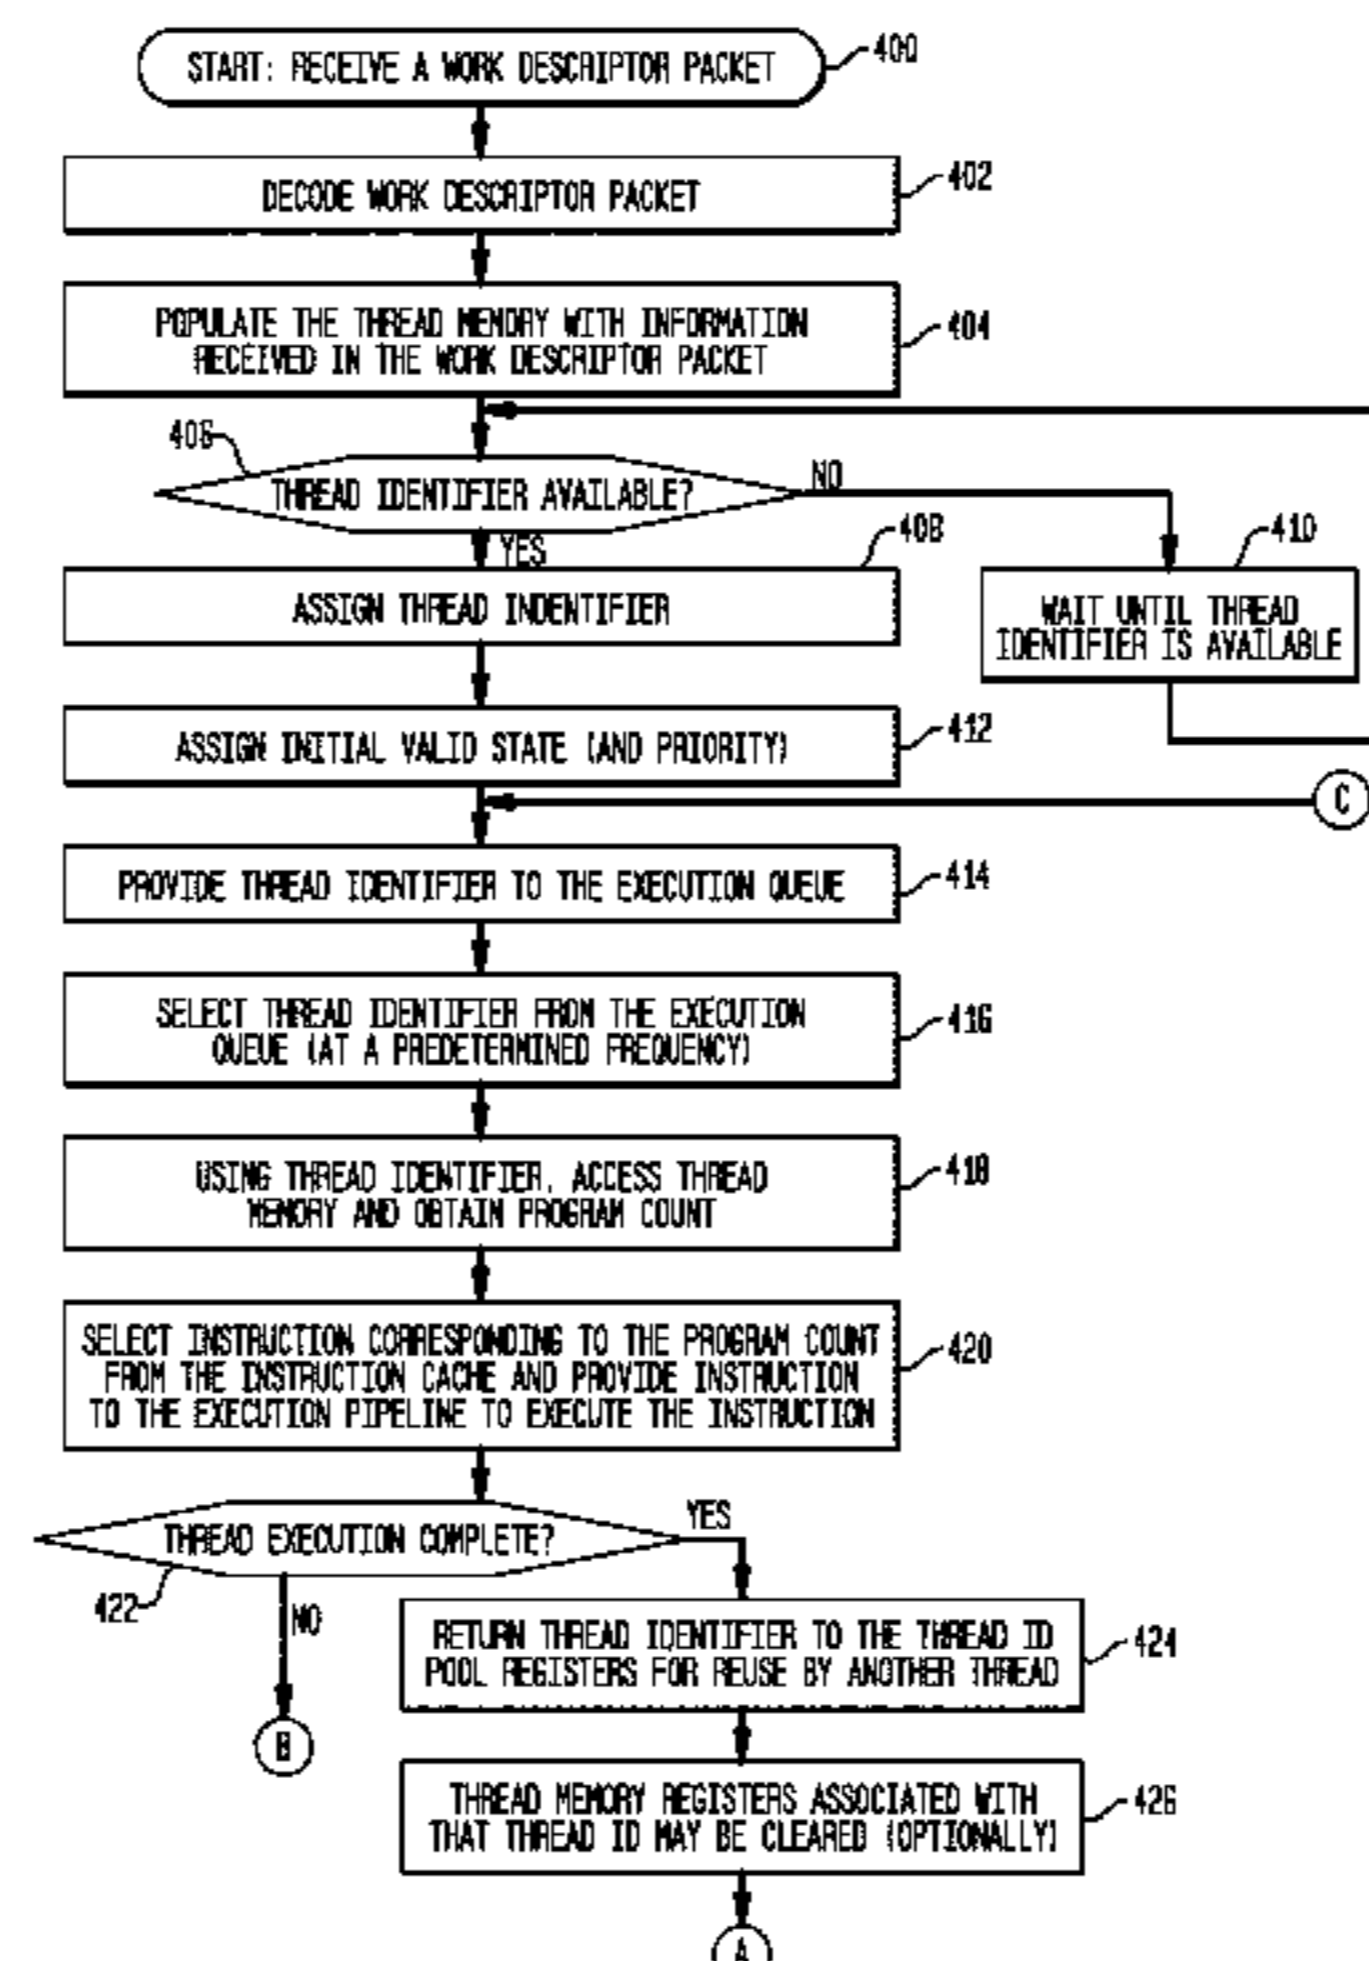 START: RECEIVE A WORK DESCRIPTOR PACKET
400
DECODE WORK DESCRIPTOR PACKET
402
POPULATE THE THREAD MEMORY WITH INFORMATION
RECEIVED IN THE WORK DESCRIPTOR PACKET
404
406
THREAD IDENTIFIER AVAILABLE?
NO
YES
408
ASSIGN THREAD INDENTIFIER
410
WAIT UNTIL THREAD
IDENTIFIER IS AVAILABLE
ASSIGN INITIAL VALID STATE (AND PRIORITY)
412
C
PROVIDE THREAD IDENTIFIER TO THE EXECUTION QUEUE
414
SELECT THREAD IDENTIFIER FROM THE EXECUTION
QUEUE (AT A PREDETERMINED FREQUENCY)
416
USING THREAD IDENTIFIER, ACCESS THREAD
MEMORY AND OBTAIN PROGRAM COUNT
418
SELECT INSTRUCTION CORRESPONDING TO THE PROGRAM COUNT
FROM THE INSTRUCTION CACHE AND PROVIDE INSTRUCTION
TO THE EXECUTION PIPELINE TO EXECUTE THE INSTRUCTION
420
THREAD EXECUTION COMPLETE?
YES
422
NO
RETURN THREAD IDENTIFIER TO THE THREAD ID
POOL REGISTERS FOR REUSE BY ANOTHER THREAD
424
B
THREAD MEMORY REGISTERS ASSOCIATED WITH
THAT THREAD ID MAY BE CLEARED (OPTIONALLY)
426
A